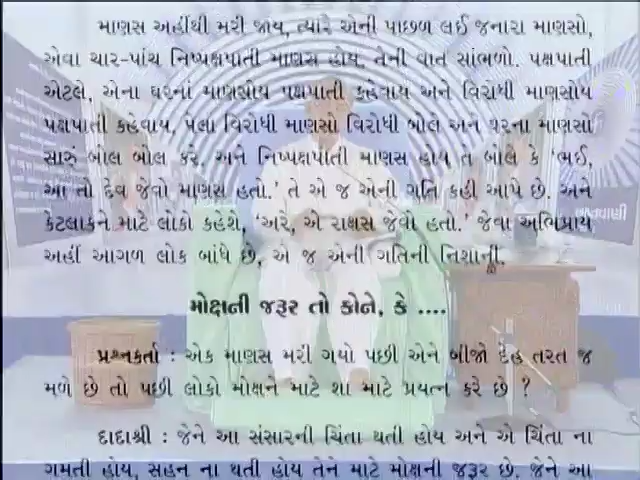 માણસ અહીંથી મરી જાય, ત્યારે એની પાછળ લઈ જનારા માણસો,
એવા ચાર-પાંચ નિષ્પક્ષપાતી માણસ હોય, તેની વાત સાંભળો. પક્ષપાતી
એટલે, એના ઘરનાં માણસોય પક્ષપાતી કહેવાય અને વિરોધી માણસોય
પક્ષપાતી કહેવાય, પેલા વિરોધી માણસો વિરોધી બોલે અને ઘરના માણસો
સારું બોલ બોલ કરે. અને નિષ્પક્ષપાતી માણસ હોય તે બોલે કે ‘ભઈ,
આ તો દેવ જેવો માણસ હતો.’ તે એ જ એની ગતિ કહી આપે છે. અને
કેટલાકને માટે લોકો કહેશે, ‘અરે, એ રાક્ષસ જેવો હતો.’ જેવા અભિપ્રાય
અહીં આગળ લોક બાંધે છે, એ જ એની ગતિની નિશાની.
મોક્ષની જરૂર તો કોને, કે ....
પ્રશ્નકર્તા : એક માણસ મરી ગયો પછી એને બીજો દેહ તરત જ
મળે છે તો પછી લોકો મોક્ષને માટે શા માટે પ્રયત્ન કરે છે ?
દાદાશ્રી : જેને આ સંસારની ચિંતા થતી હોય અને એ ચિંતા ના
ગમતી હોય, સહન ના થતી હોય તેને માટે મોક્ષની જરૂર છે. જેને આ